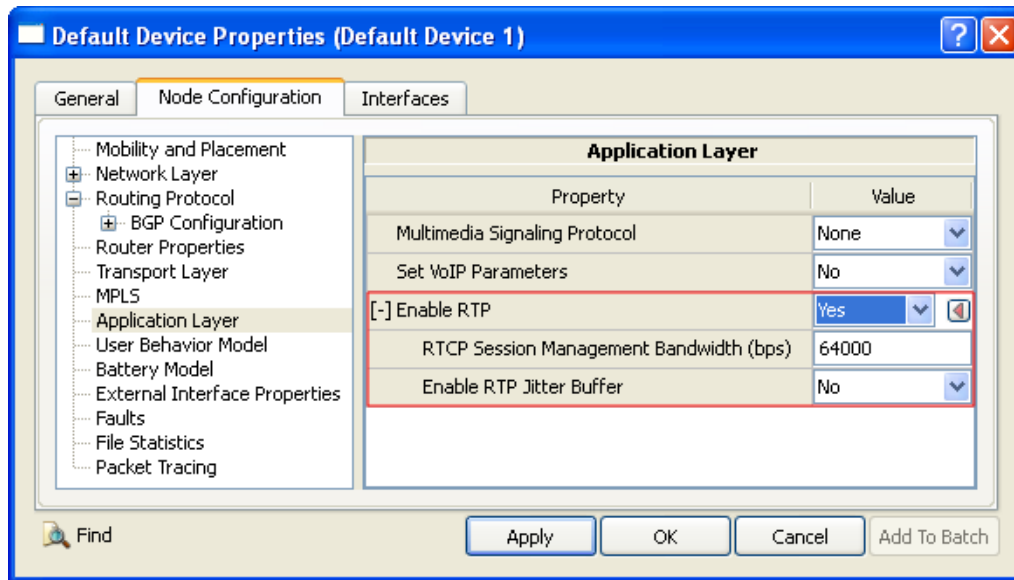 Default Device Properties (Default Device 1)
General
Node Configuration
Interfaces
Mobility and Placement
Network Layer
Routing Protocol
BGP Configuration
Router Properties
Transport Layer
MPLS
Application Layer
User Behavior Model
Battery Model
External Interface Properties
Faults
File Statistics
Packet Tracing
Application Layer
Property Value
Multimedia Signaling Protocol None
Set VoIP Parameters No
[-] Enable RTP Yes
RTCP Session Management Bandwidth (bps) 64000
Enable RTP Jitter Buffer No
Find
Apply
OK
Cancel
Add To Batch